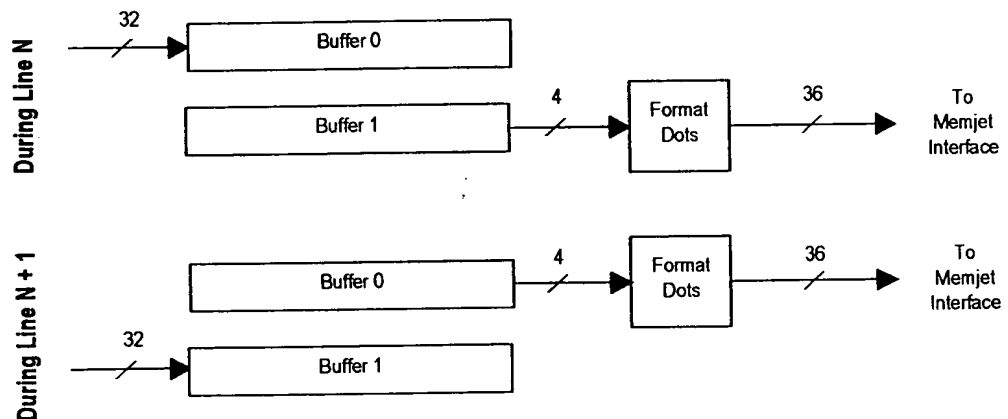 During Line N
32
Buffer 0
Buffer 1
4
Format
Dots
36
To
Memjet
Interface
During Line N + 1
Buffer 0
4
Format
Dots
36
To
Memjet
Interface
32
Buffer 1